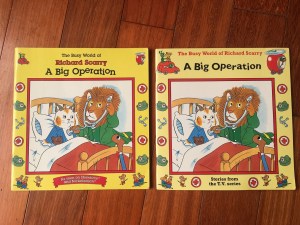 The Busy World of
Richard Scarry
A Big Operation
The Busy World of Richard Scarry
A Big Operation
Stories from
the T.V. series